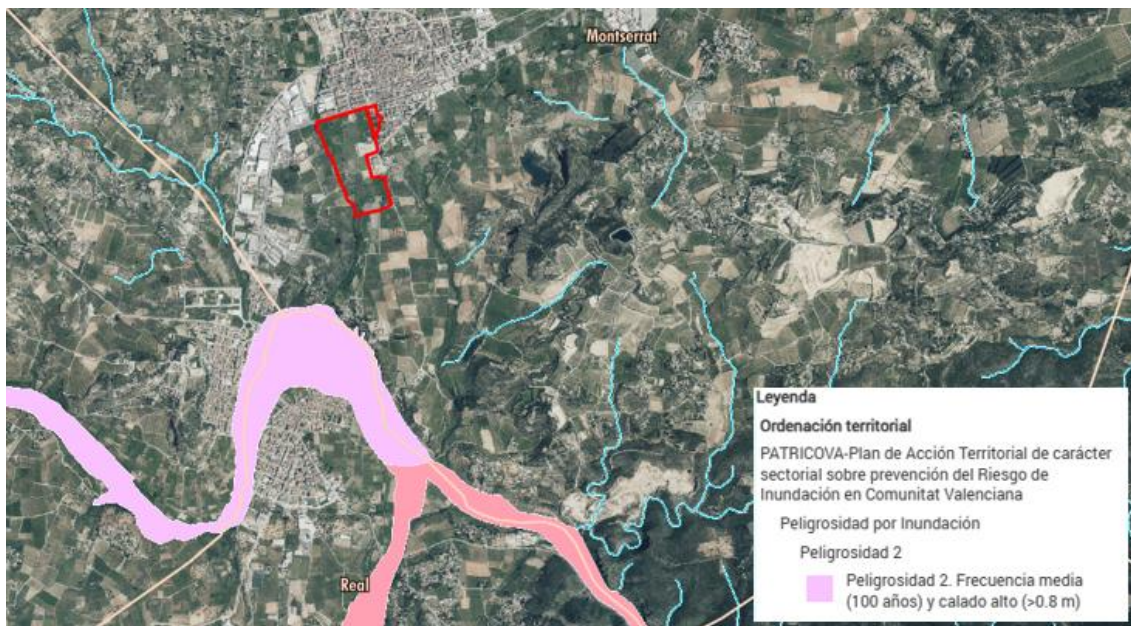 Montserrat
Leyenda
Ordenación territorial
PATRICOVA-Plan de Acción Territorial de carácter
sectorial sobre prevención del Riesgo de
Inundación en Comunitat Valenciana
Peligrosidad por Inundación
Peligrosidad 2
Peligrosidad 2. Frecuencia media
(100 años) y calado alto (>0.8 m)
Real